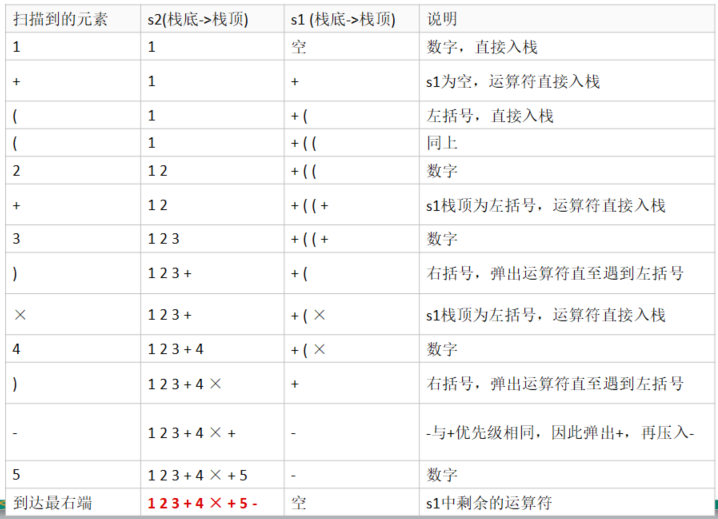 扫描到的元素 s2(栈底->栈顶) s1 (栈底->栈顶) 说明
1 1 空 数字，直接入栈
+ 1 + s1为空，运算符直接入栈
( 1 + ( 左括号，直接入栈
( 1 + ( ( 同上
2 1 2 + ( ( 数字
+ 1 2 + ( ( + s1栈顶为左括号，运算符直接入栈
3 1 2 3 + ( ( + 数字
) 1 2 3 + + ( 右括号，弹出运算符直至遇到左括号
× 1 2 3 + + ( × s1栈顶为左括号，运算符直接入栈
4 1 2 3 + 4 + ( × 数字
) 1 2 3 + 4 × + 右括号，弹出运算符直至遇到左括号
- 1 2 3 + 4 × + - -与+优先级相同，因此弹出+，再压入-
5 1 2 3 + 4 × + 5 - 数字
到达最右端 1 2 3 + 4 × + 5 - 空 s1中剩余的运算符